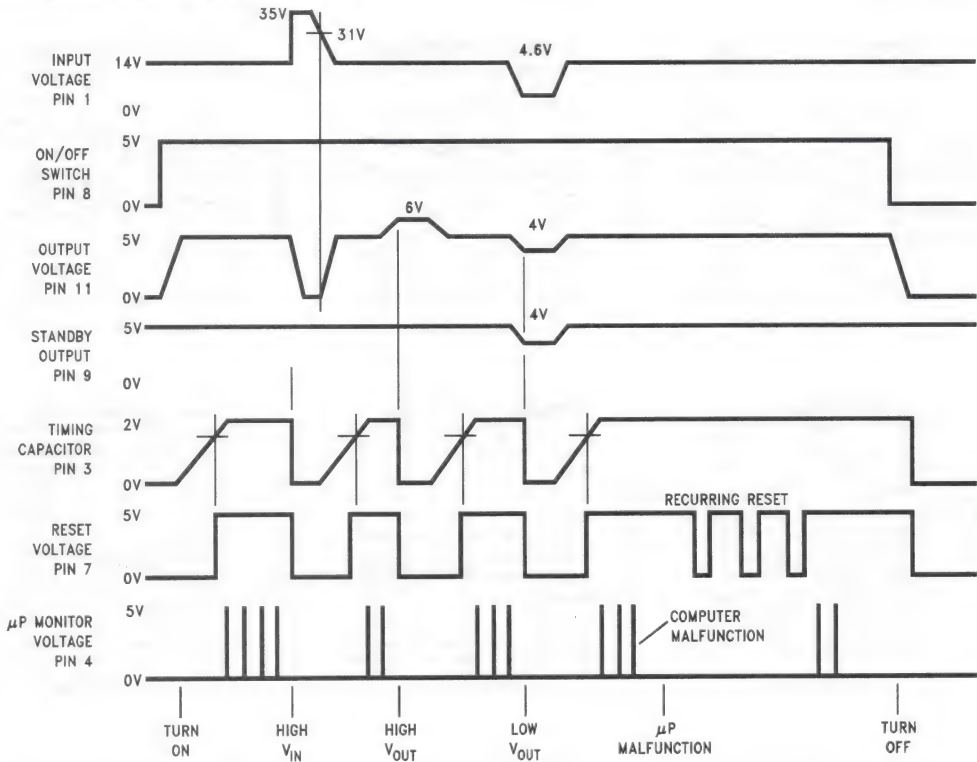 35V
31V
INPUT
VOLTAGE
PIN 1
14V
0V
4.6V
ON/OFF
SWITCH
PIN 8
5V
0V
OUTPUT
VOLTAGE
PIN 11
5V
0V
6V
4V
STANDBY
OUTPUT
PIN 9
5V
0V
4V
TIMING
CAPACITOR
PIN 3
2V
0V
RESET
VOLTAGE
PIN 7
5V
0V
RECURRING RESET
μP MONITOR
VOLTAGE
PIN 4
5V
0V
COMPUTER
MALFUNCTION
TURN
ON
HIGH
VIN
HIGH
VOUT
LOW
VOUT
μP
MALFUNCTION
TURN
OFF